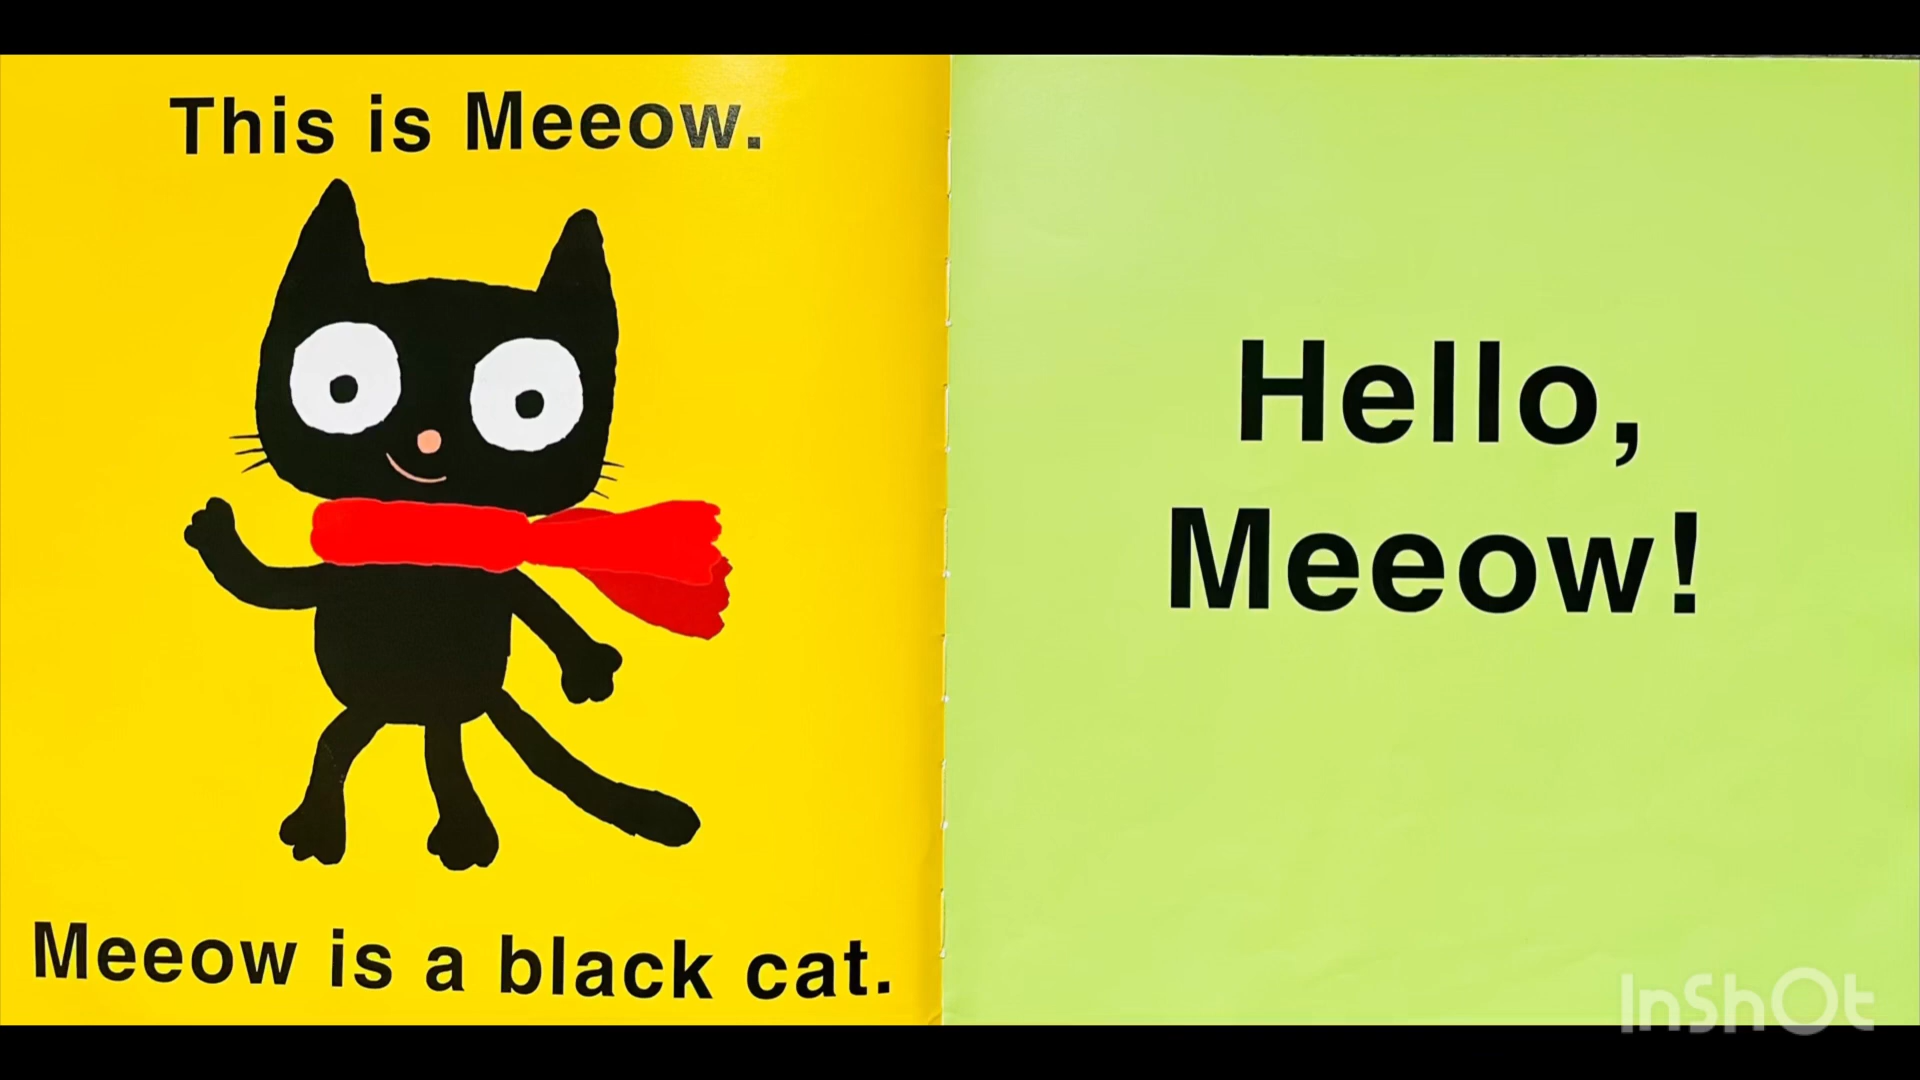 This is Meeow.
Meeow is a black cat.
Hello,
Meeow!
InShOt